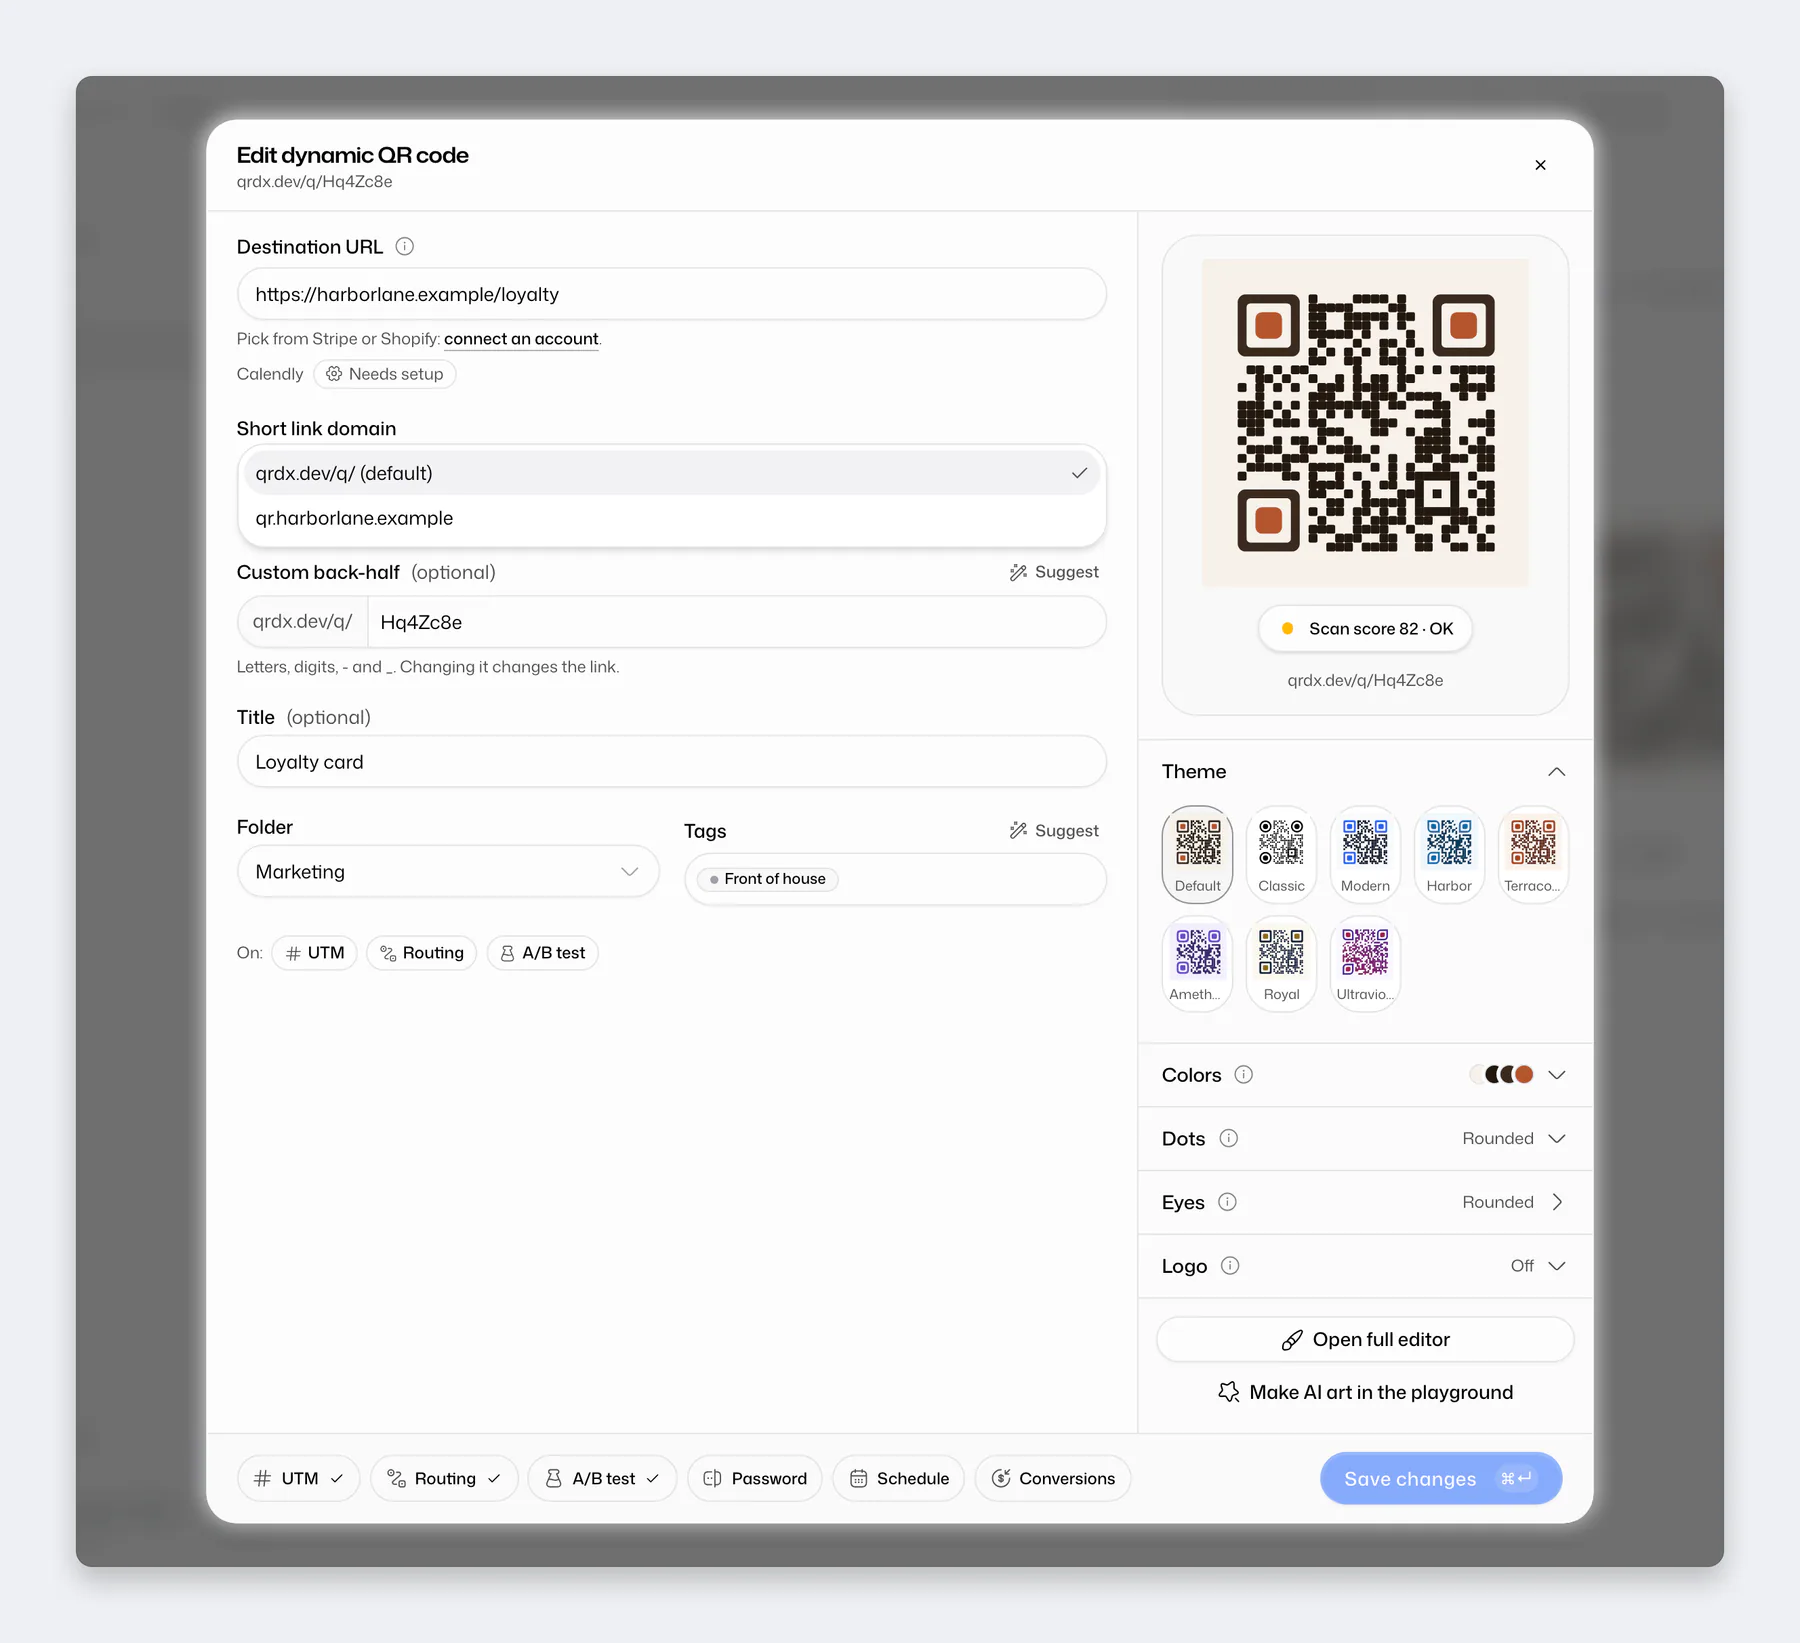 Edit dynamic QR code
qrdx.dev/q/Hq4Zc8e
Destination URL
https://harborlane.example/loyalty
Pick from Stripe or Shopify: connect an account.
Calendly Needs setup
Short link domain
qrdx.dev/q/ (default)
qr.harborlane.example
Custom back-half (optional) Suggest
qrdx.dev/q/ Hq4Zc8e
Letters, digits, - and _. Changing it changes the link.
Title (optional)
Loyalty card
Folder
Marketing
Tags Suggest
Front of house
On: UTM Routing A/B test
Scan score 82 · OK
qrdx.dev/q/Hq4Zc8e
Theme
Default Classic Modern Harbor Terraco...
Ameth... Royal Ultravio...
Colors
Dots Rounded
Eyes Rounded
Logo Off
Open full editor
Make AI art in the playground
UTM Routing A/B test Password Schedule Conversions
Save changes ⌘↵